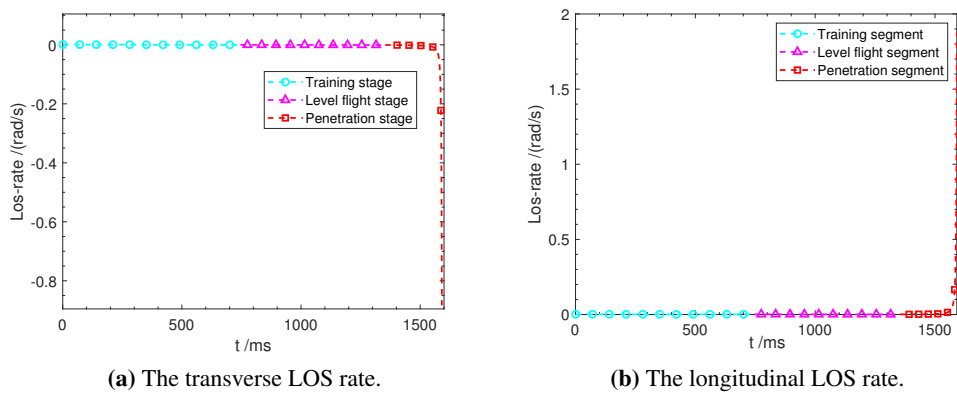 0
-0.2
-0.4
-0.6
-0.8
Los-rate /(rad/s)
Training stage
Level flight stage
Penetration stage
0 500 1000 1500
t /ms
(a) The transverse LOS rate.
2
1.5
1
0.5
0
Los-rate /(rad/s)
Training segment
Level flight segment
Penetration segment
0 500 1000 1500
t /ms
(b) The longitudinal LOS rate.